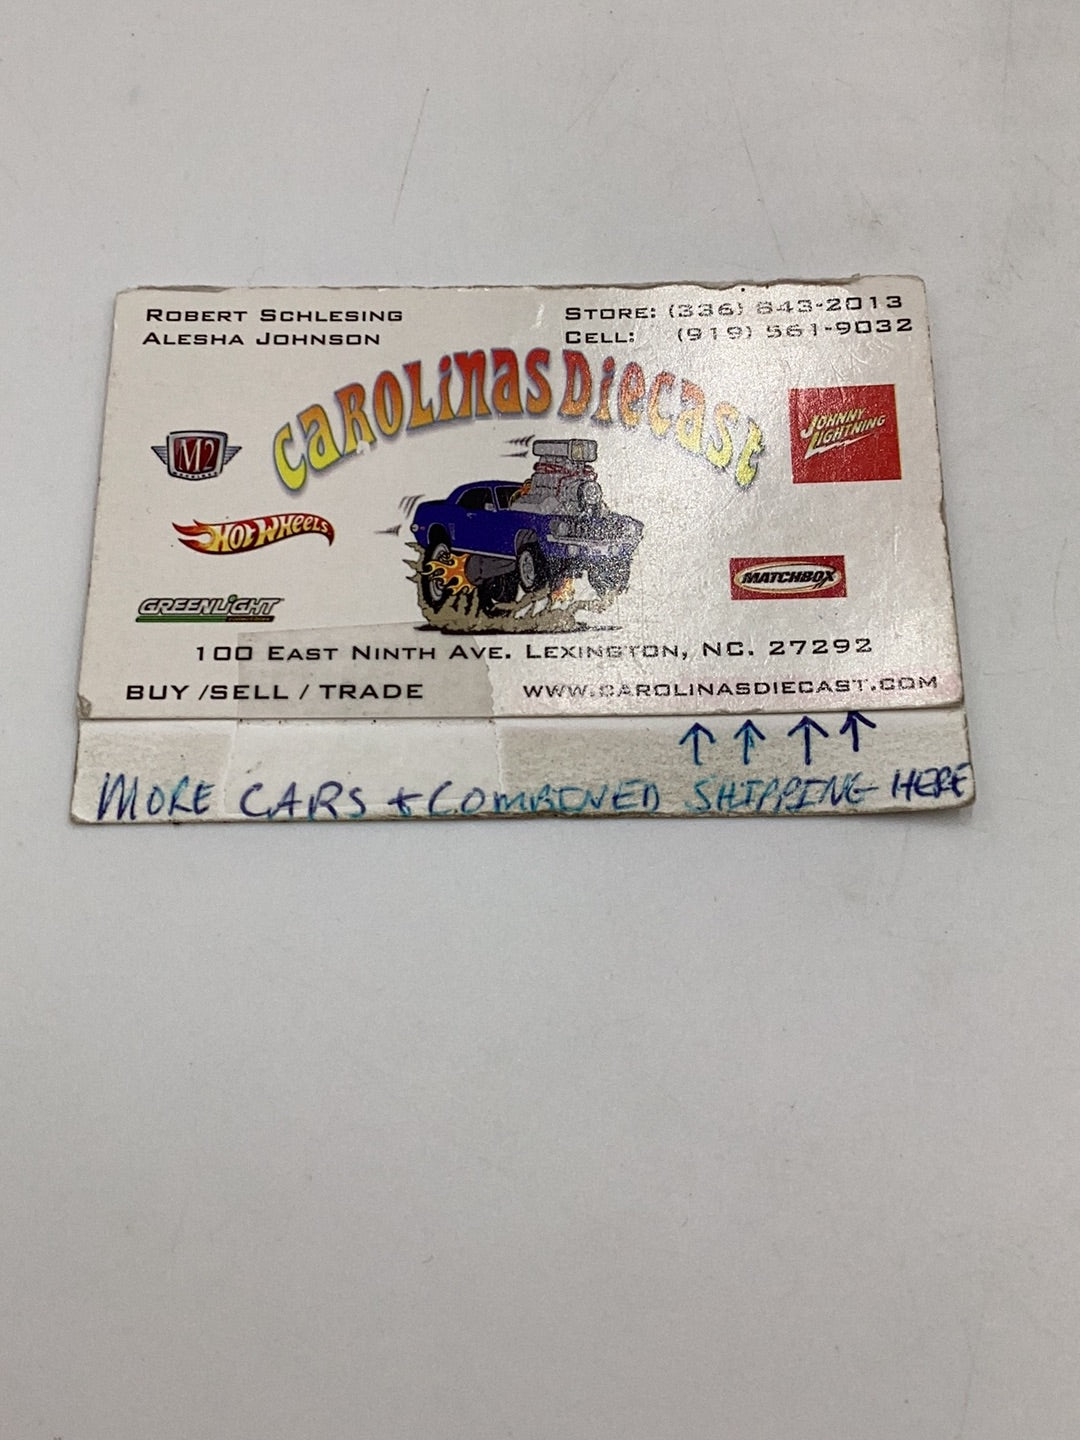 ROBERT SCHLESING
ALESHA JOHNSON
STORE: (336) 843-2013
CELL: (919) 561-9032
CAROLINAS DIECAST
M2
JOHNNY LIGHTNING
HOT WHEELS
MATCHBOX
GREENLIGHT
100 EAST NINTH AVE. LEXINGTON, NC. 27292
BUY /SELL / TRADE
WWW.CAROLINASDIECAST.COM
MORE CARS + COMBINED SHIPPING HERE